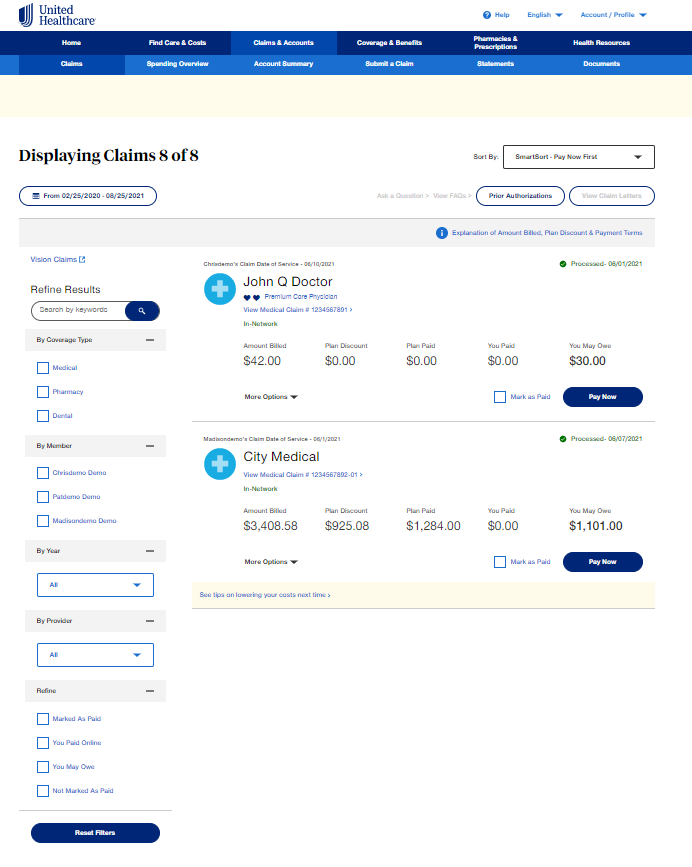 United
Healthcare
Help English Account / Profile
Home Find Care & Costs Claims & Accounts Coverage & Benefits Pharmacies &
Prescriptions Health Resources
Claims Spending Overview Account Summary Submit a Claim Statements Documents
Displaying Claims 8 of 8
Sort By: SmartSort - Pay Now First
From 02/25/2020 - 08/25/2021
Ask a Question > View FAQs > Prior Authorizations View Claim Letters
Explanation of Amount Billed, Plan Discount & Payment Terms
Vision Claims
Refine Results
Search by keywords
By Coverage Type
Medical
Pharmacy
Dental
By Member
Chrisdemo Demo
Patdemo Demo
Madisondemo Demo
By Year
All
By Provider
All
Refine
Marked As Paid
You Paid Online
You May Owe
Not Marked As Paid
Reset Filters
Chrisdemo's Claim Date of Service - 06/10/2021 Processed- 06/01/2021
John Q Doctor
Premium Care Physician
View Medical Claim # 1234567891 >
In-Network
Amount Billed Plan Discount Plan Paid You Paid You May Owe
$42.00 $0.00 $0.00 $0.00 $30.00
More Options Mark as Paid Pay Now
Madisondemo's Claim Date of Service - 06/1/2021 Processed- 06/07/2021
City Medical
View Medical Claim # 1234567892-01 >
In-Network
Amount Billed Plan Discount Plan Paid You Paid You May Owe
$3,408.58 $925.08 $1,284.00 $0.00 $1,101.00
More Options Mark as Paid Pay Now
See tips on lowering your costs next time >